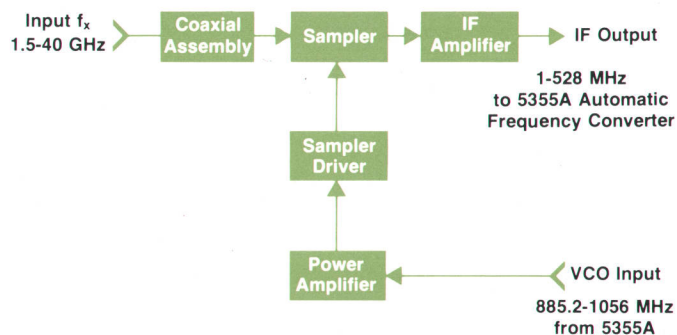 Input fx
1.5-40 GHz
Coaxial
Assembly
Sampler
IF
Amplifier
IF Output
1-528 MHz
to 5355A Automatic
Frequency Converter
Sampler
Driver
Power
Amplifier
VCO Input
885.2-1056 MHz
from 5355A